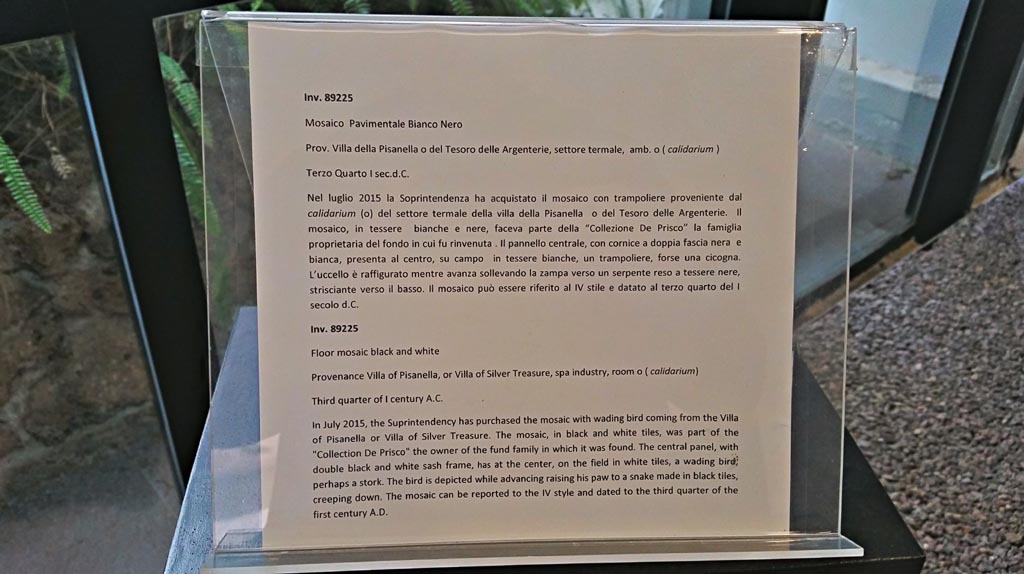 Inv. 89225
Mosaico Pavimentale Bianco Nero
Prov. Villa della Pisanella o del Tesoro delle Argenterie, settore termale, amb. o ( calidarium )
Terzo Quarto I sec.d.C.
Nel luglio 2015 la Soprintendenza ha acquistato il mosaico con trampoliere proveniente dal
calidarium (o) del settore termale della villa della Pisanella o del Tesoro delle Argenterie. Il
mosaico, in tessere bianche e nere, faceva parte della "Collezione De Prisco" la famiglia
proprietaria del fondo in cui fu rinvenuta . Il pannello centrale, con cornice a doppia fascia nera e
bianca, presenta al centro, su campo in tessere bianche, un trampoliere, forse una cicogna.
L'uccello è raffigurato mentre avanza sollevando la zampa verso un serpente reso a tessere nere,
strisciante verso il basso. Il mosaico può essere riferito al IV stile e datato al terzo quarto del I
secolo d.C.
Inv. 89225
Floor mosaic black and white
Provenance Villa of Pisanella, or Villa of Silver Treasure, spa industry, room o ( calidarium)
Third quarter of I century A.C.
In July 2015, the Suprintendency has purchased the mosaic with wading bird coming from the Villa
of Pisanella or Villa of Silver Treasure. The mosaic, in black and white tiles, was part of the
"Collection De Prisco" the owner of the fund family in which it was found. The central panel, with
double black and white sash frame, has at the center, on the field in white tiles, a wading bird,
perhaps a stork. The bird is depicted while advancing raising his paw to a snake made in black tiles,
creeping down. The mosaic can be reported to the IV style and dated to the third quarter of the
first century A.D.